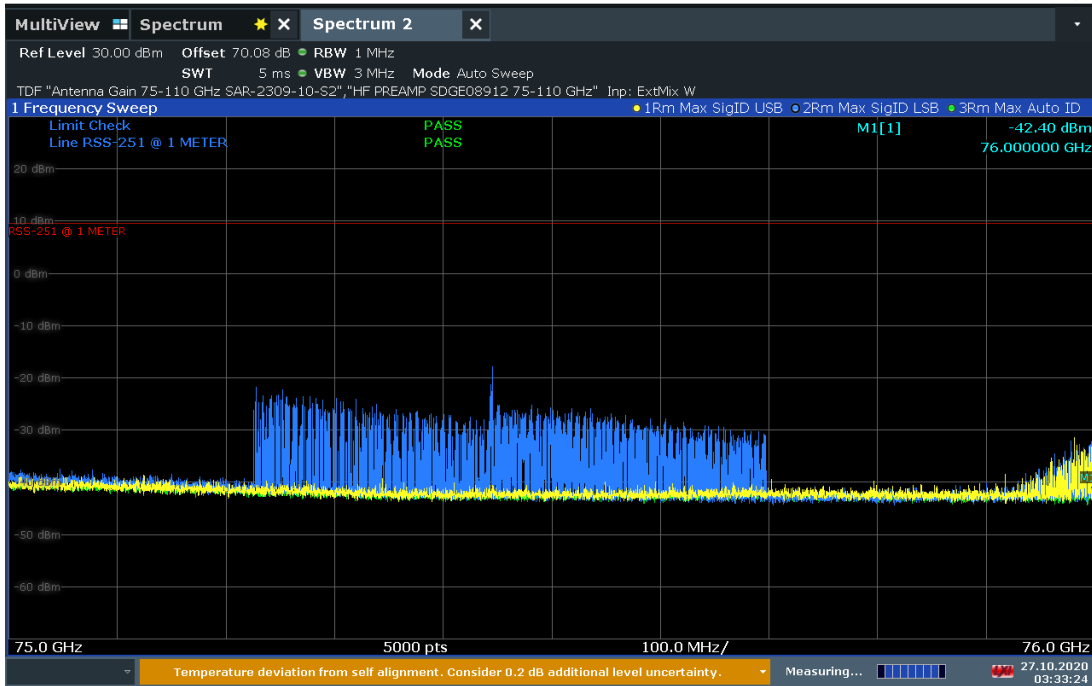 MultiView Spectrum Spectrum 2
Ref Level 30.00 dBm Offset 70.08 dB RBW 1 MHz
SWT 5 ms VBW 3 MHz Mode Auto Sweep
TDF "Antenna Gain 75-110 GHz SAR-2309-10-S2","HF PREAMP SDGE08912 75-110 GHz" Inp: ExtMix W
1 Frequency Sweep 1Rm Max SigID USB 2Rm Max SigID LSB 3Rm Max Auto ID
Limit Check PASS M1[1] -42.40 dBm
Line RSS-251 @ 1 METER PASS 76.000000 GHz
20 dBm
10 dBm
RSS-251 @ 1 METER
0 dBm
-10 dBm
-20 dBm
-30 dBm
M1
-50 dBm
-60 dBm
75.0 GHz 5000 pts 100.0 MHz/ 76.0 GHz
Temperature deviation from self alignment. Consider 0.2 dB additional level uncertainty. Measuring... 27.10.2020
03:33:24